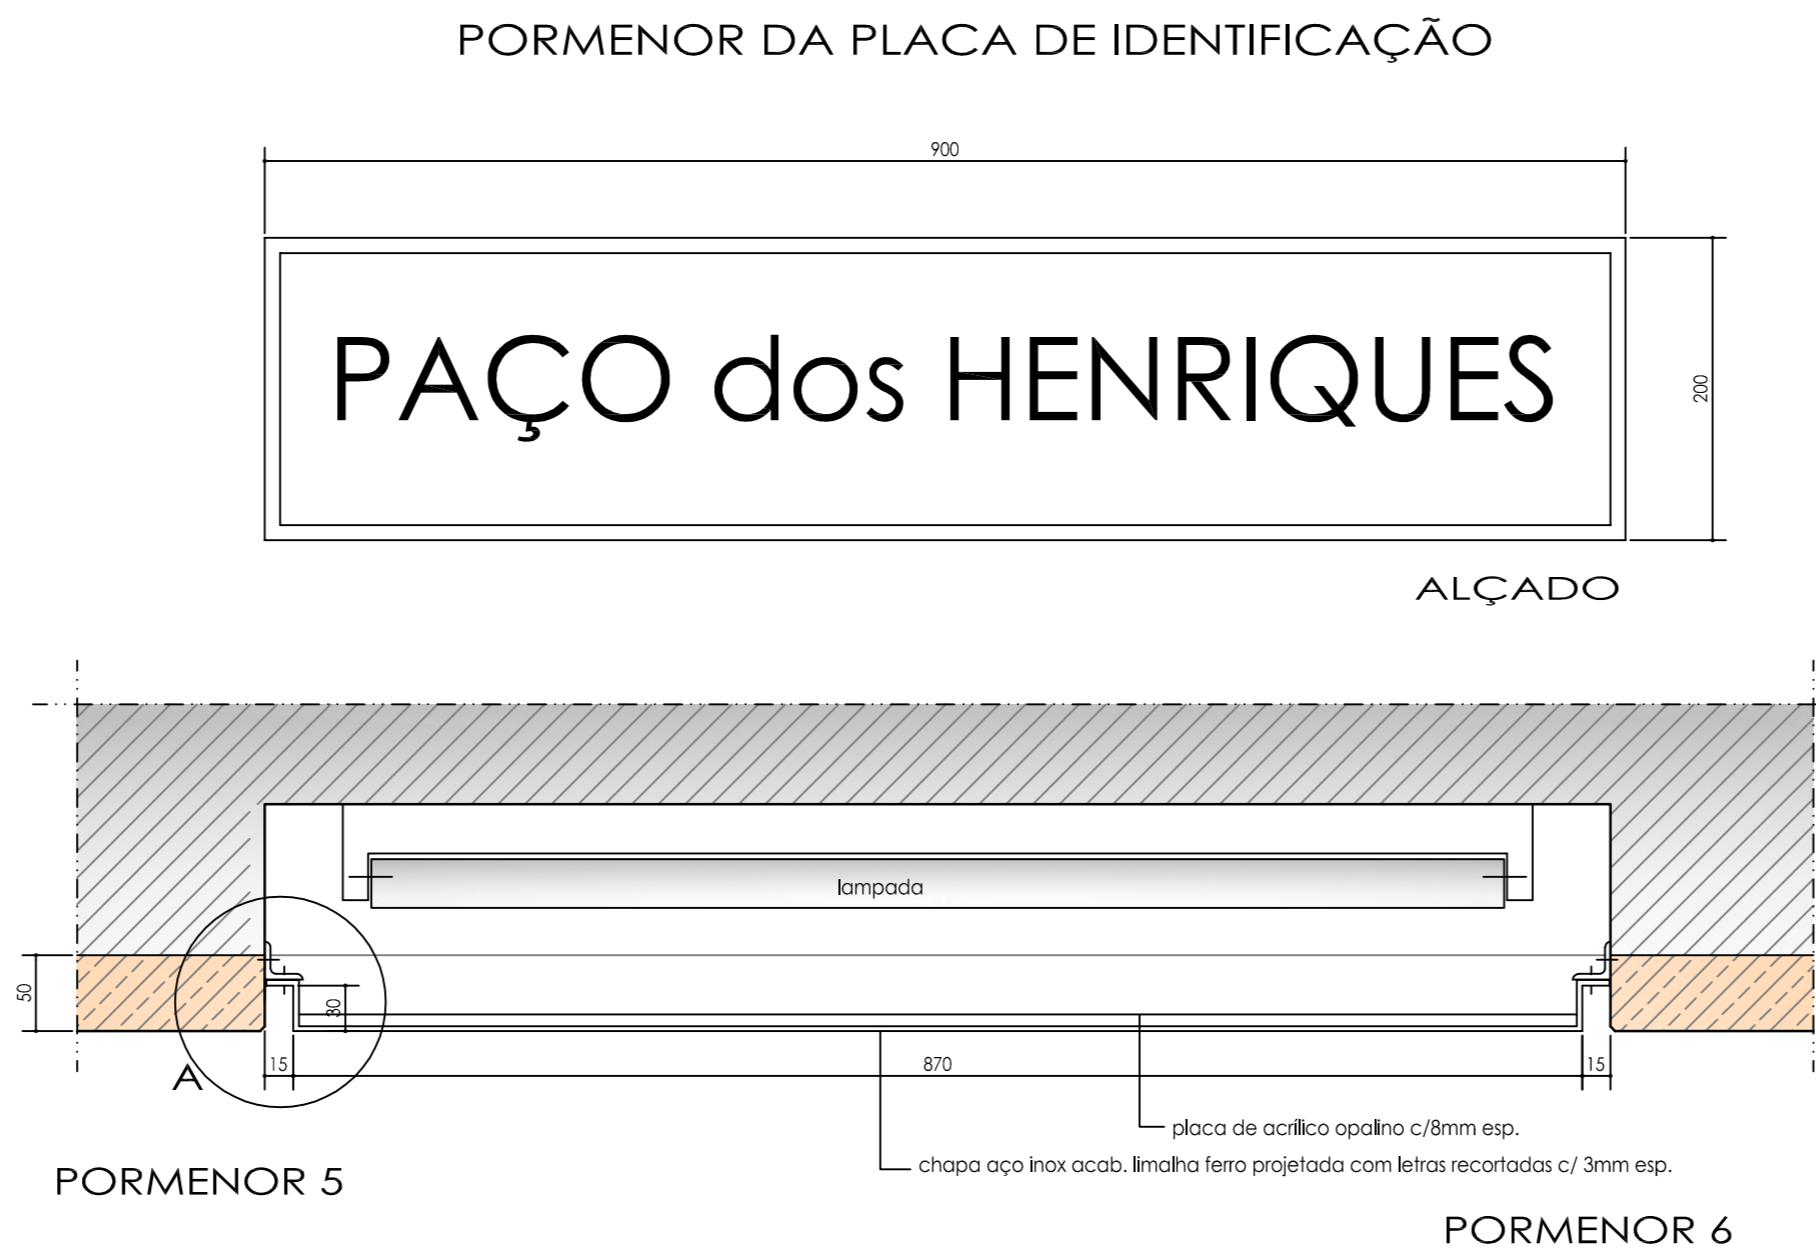 PORMENOR DA PLACA DE IDENTIFICAÇÃO
900
PAÇO dos HENRIQUES
200
ALÇADO
lampada
50
30
15
870
15
A
placa de acrílico opalino c/8mm esp.
chapa aço inox acab. limalha ferro projetada com letras recortadas c/ 3mm esp.
PORMENOR 5
PORMENOR 6